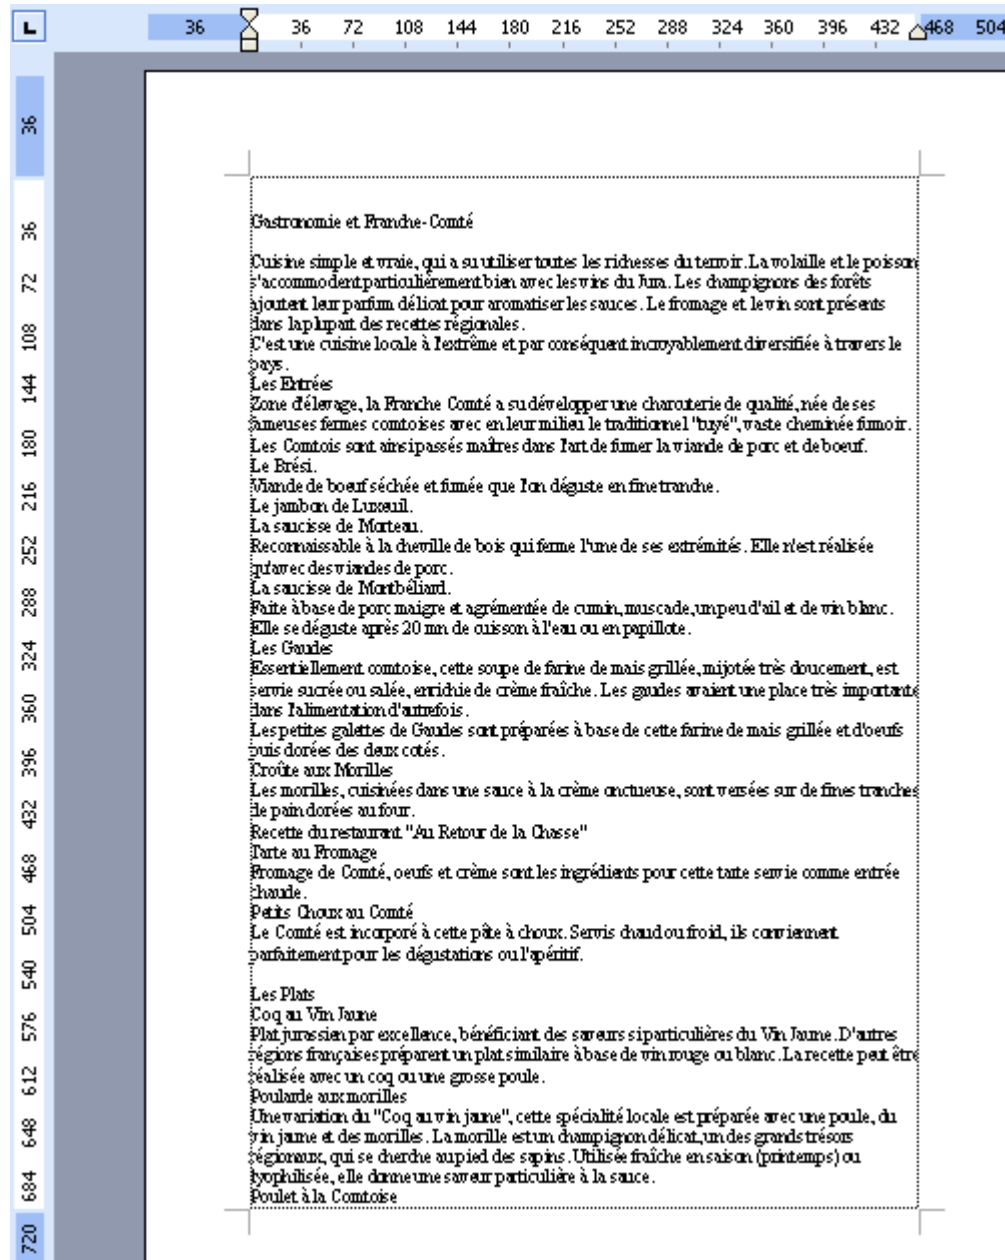 L
36 36 72 108 144 180 216 252 288 324 360 396 432 468 504
36
36
72
108
144
180
216
252
288
324
360
396
432
468
504
540
576
612
648
684
720
Gastronomie et Franche-Comté
Cuisine simple et vraie, qui a su utiliser toutes les richesses du terroir. La volaille et le poisson
s'accommodent particulièrement bien avec les vins du Jura. Les champignons des forêts
ajoutent leur parfum délicat pour aromatiser les sauces. Le fromage et le vin sont présents
dans la plupart des recettes régionales.
C'est une cuisine locale à l'extrême et par conséquent incroyablement diversifiée à travers le
pays.
Les Entrées
Zone d'élevage, la Franche Comté a su développer une charcuterie de qualité, née de ses
fameuses fermes comtoises avec en leur milieu le traditionnel "tuyé", vaste cheminée fumoir.
Les Comtois sont ainsi passés maîtres dans l'art de fumer la viande de porc et de boeuf.
Le Brési.
Viande de boeuf séchée et fumée que l'on déguste en fine tranche.
Le jambon de Luxeuil.
La saucisse de Morteau.
Reconnaissable à la cheville de bois qui ferme l'une de ses extrémités. Elle n'est réalisée
qu'avec des viandes de porc.
La saucisse de Montbéliard.
Faite à base de porc maigre et agrémentée de cumin, muscade, un peu d'ail et de vin blanc.
Elle se déguste après 20 mn de cuisson à l'eau ou en papillote.
Les Gaudes
Essentiellement comtoise, cette soupe de farine de mais grillée, mijotée très doucement, est
servie sucrée ou salée, enrichie de crème fraîche. Les gaudes avaient une place très importante
dans l'alimentation d'autrefois.
Les petites galettes de Gaudes sont préparées à base de cette farine de mais grillée et d'oeufs
puis dorées des deux cotés.
Croûte aux Morilles
Les morilles, cuisinées dans une sauce à la crème onctueuse, sont versées sur de fines tranches
de pain dorées au four.
Recette du restaurant "Au Retour de la Chasse"
Tarte au Fromage
Fromage de Comté, oeufs et crème sont les ingrédients pour cette tarte servie comme entrée
chaude.
Petits Choux au Comté
Le Comté est incorporé à cette pâte à choux. Servis chaud ou froid, ils conviennent
parfaitement pour les dégustations ou l'apéritif.
Les Plats
Coq au Vin Jaune
Plat jurassien par excellence, bénéficiant des saveurs si particulières du Vin Jaune. D'autres
régions françaises préparent un plat similaire à base de vin rouge ou blanc. La recette peut être
réalisée avec un coq ou une grosse poule.
Poularde aux morilles
Une variation du "Coq au vin jaune", cette spécialité locale est préparée avec une poule, du
vin jaune et des morilles. La morille est un champignon délicat, un des grands trésors
régionaux, qui se cherche au pied des sapins. Utilisée fraîche en saison (printemps) ou
lyophilisée, elle donne une saveur particulière à la sauce.
Poulet à la Comtoise